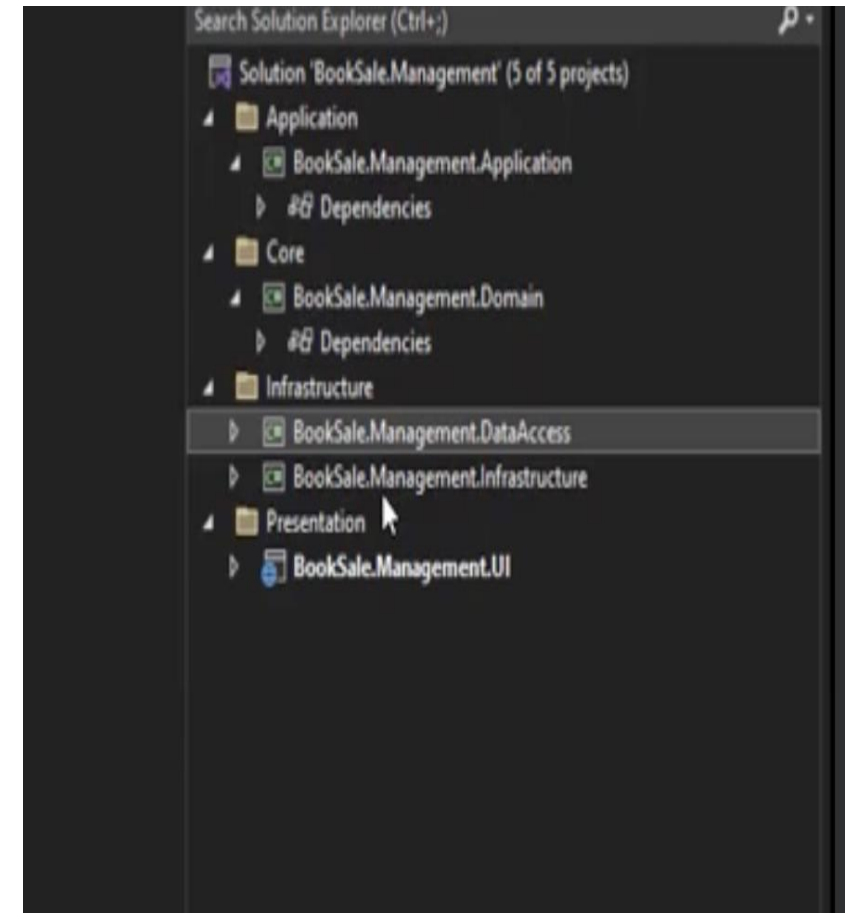 Search Solution Explorer (Ctrl+;)
Solution 'BookSale.Management' (5 of 5 projects)
Application
BookSale.Management.Application
Dependencies
Core
BookSale.Management.Domain
Dependencies
Infrastructure
BookSale.Management.DataAccess
BookSale.Management.Infrastructure
Presentation
BookSale.Management.UI